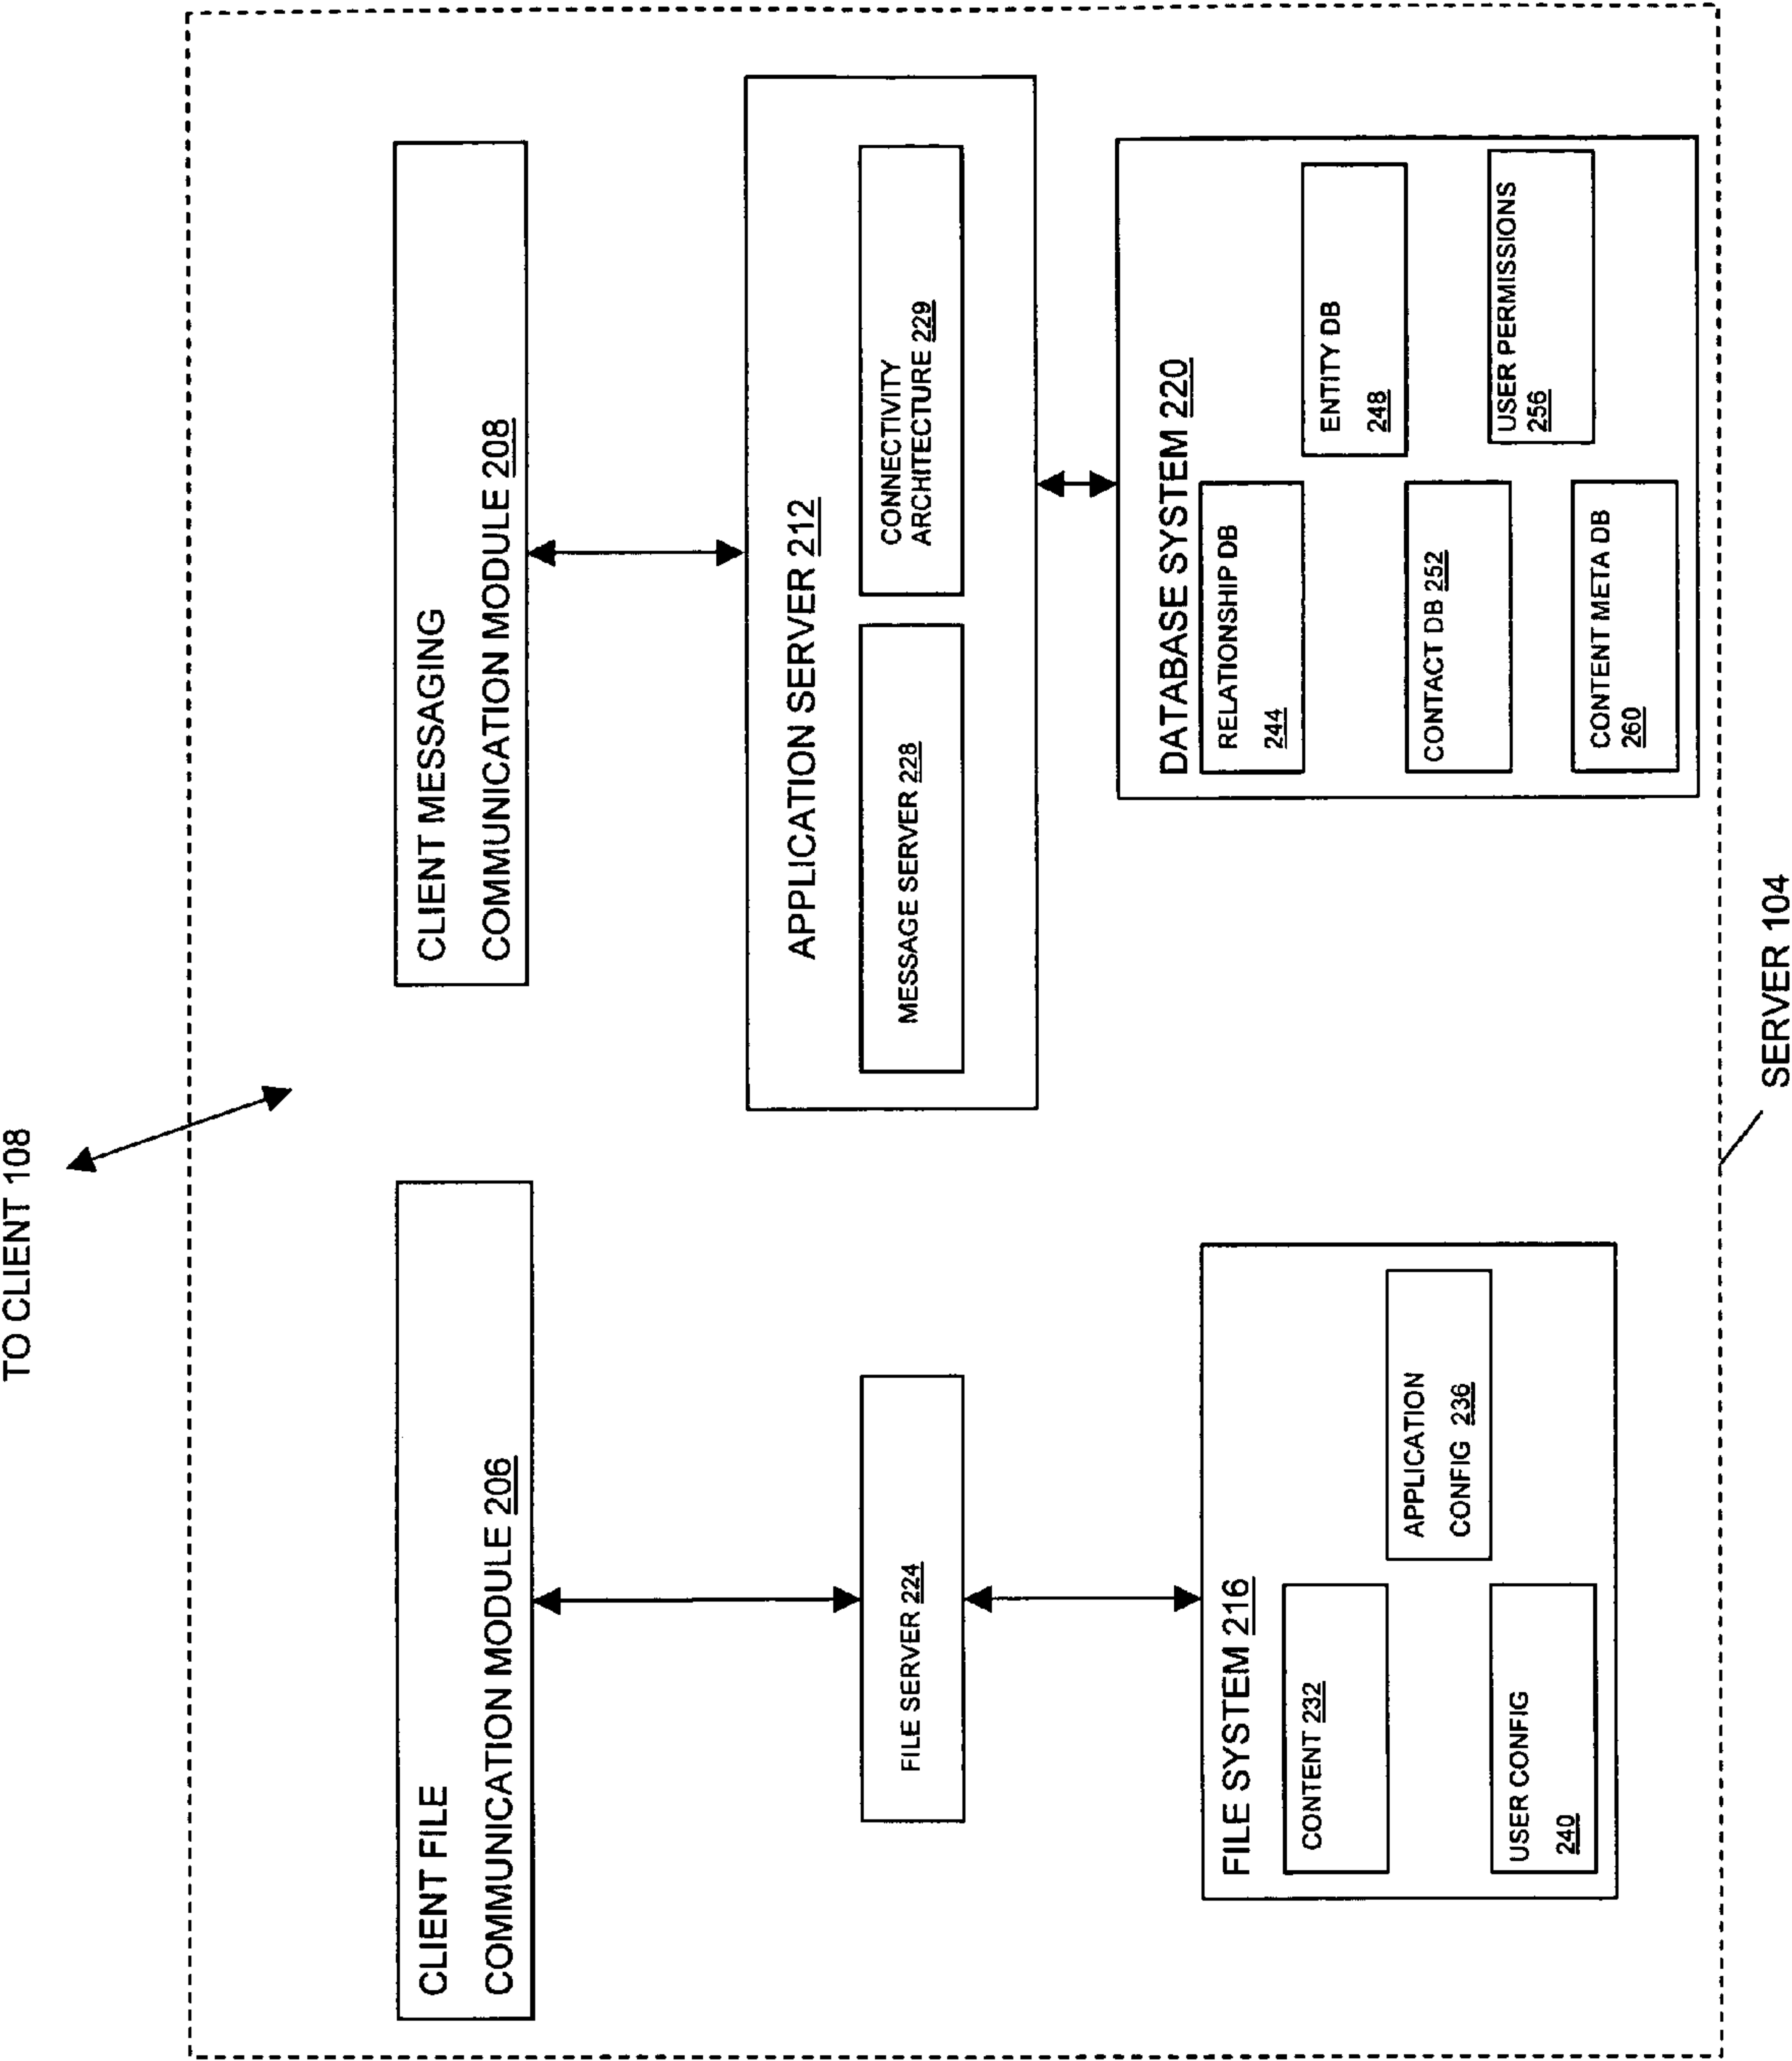 TO CLIENT 108
CLIENT FILE
COMMUNICATION MODULE 206
CLIENT MESSAGING
COMMUNICATION MODULE 208
FILE SERVER 224
APPLICATION SERVER 212
MESSAGE SERVER 228
CONNECTIVITY
ARCHITECTURE 229
FILE SYSTEM 216
CONTENT 232
APPLICATION
CONFIG 236
USER CONFIG
240
DATABASE SYSTEM 220
RELATIONSHIP DB
244
ENTITY DB
248
CONTACT DB 252
USER PERMISSIONS
256
CONTENT META DB
260
SERVER 104